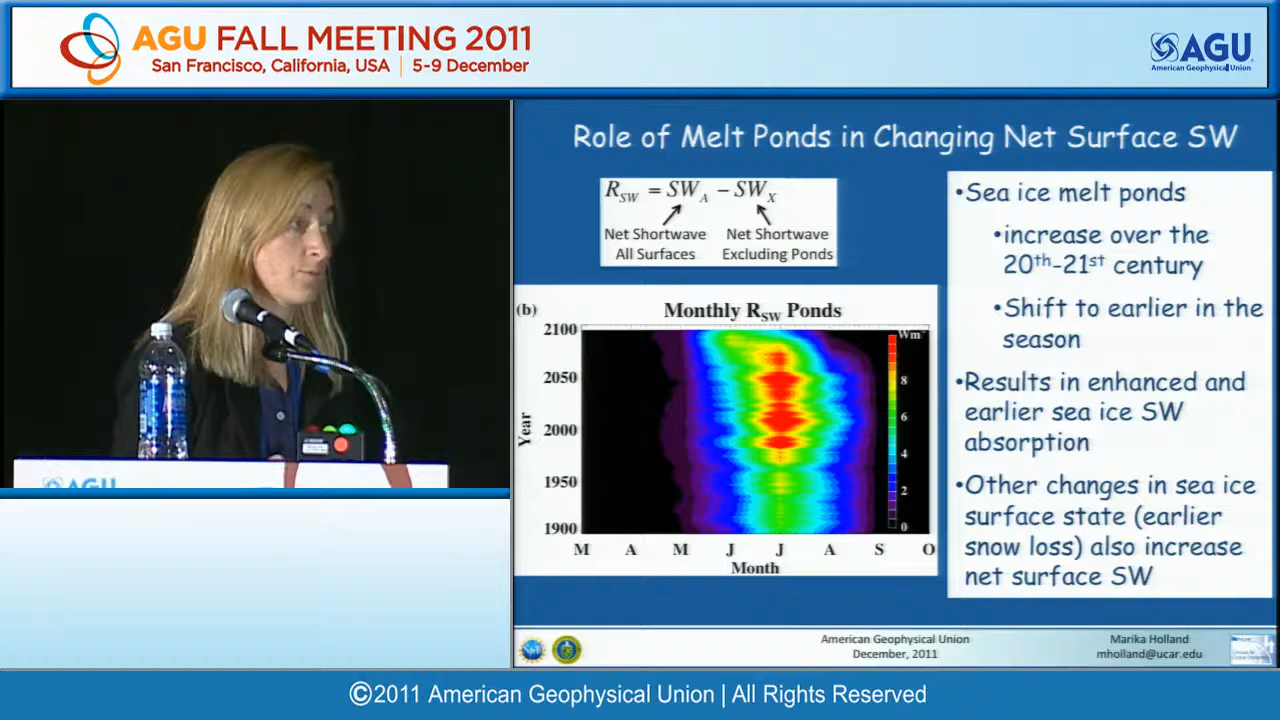 AGU FALL MEETING 2011
San Francisco, California, USA | 5-9 December
AGU
American Geophysical Union
Role of Melt Ponds in Changing Net Surface SW
R_SW = SW_A − SW_X
Net Shortwave All Surfaces
Net Shortwave Excluding Ponds
(b) Monthly R_SW Ponds
Wm²
8
6
4
2
0
2100
2050
2000
1950
1900
Year
M A M J J A S O
Month
•Sea ice melt ponds
•increase over the
20th-21st century
•Shift to earlier in the
season
•Results in enhanced and
earlier sea ice SW
absorption
•Other changes in sea ice
surface state (earlier
snow loss) also increase
net surface SW
American Geophysical Union
December, 2011
Marika Holland
mholland@ucar.edu
AGU
©2011 American Geophysical Union | All Rights Reserved